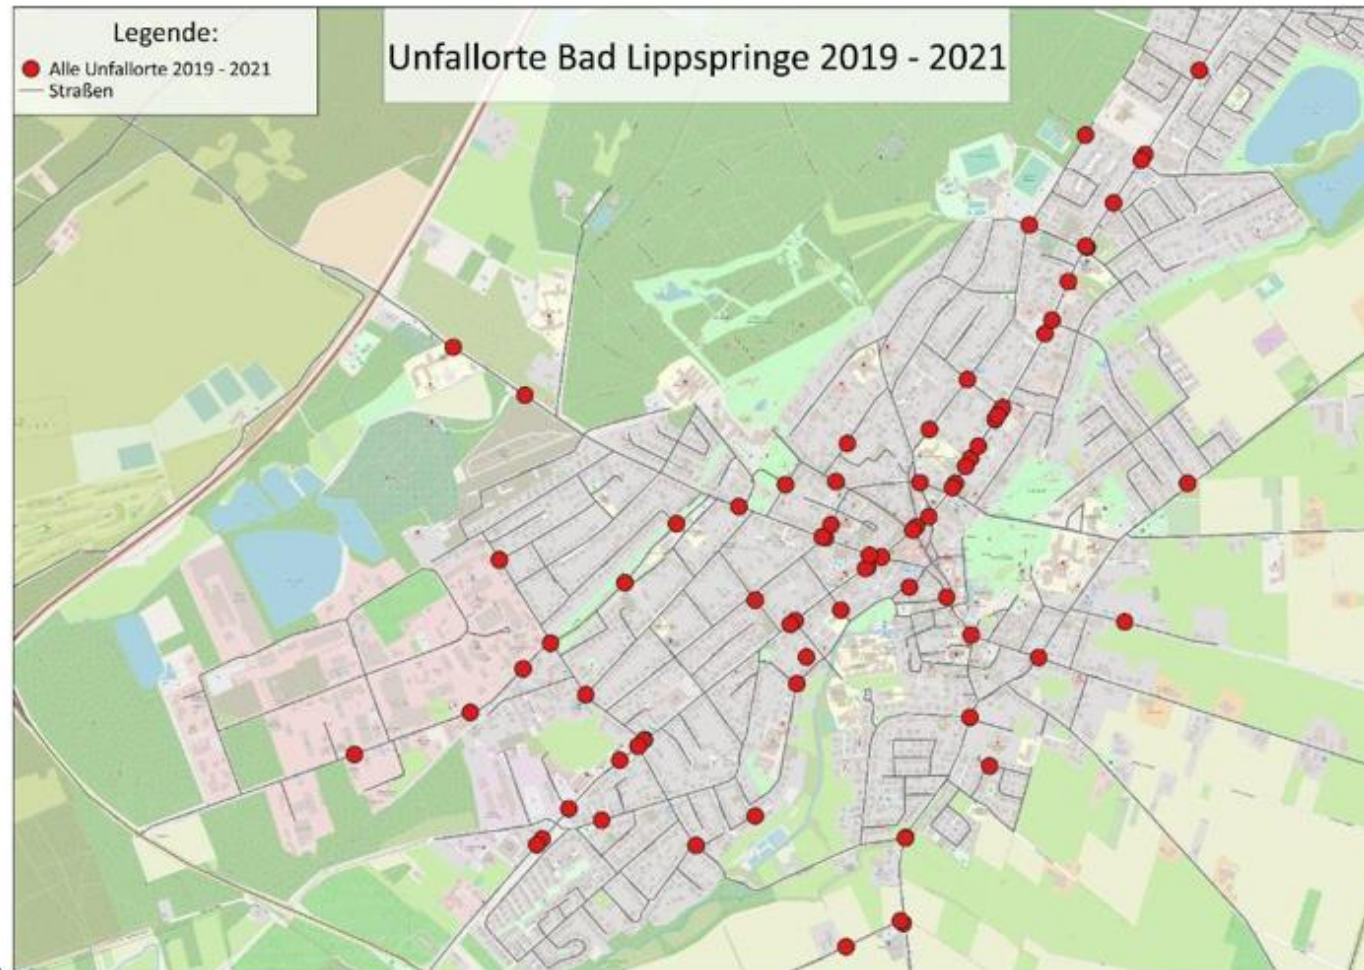 Legende:
Alle Unfallorte 2019 - 2021
Straßen
Unfallorte Bad Lippspringe 2019 - 2021